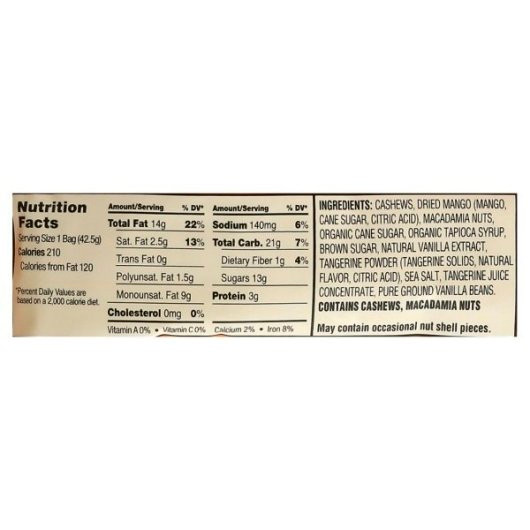 Nutrition
Facts
Serving Size 1 Bag (42.5g)
Calories 210
Calories from Fat 120
*Percent Daily Values are
based on a 2,000 calorie diet.
Amount/Serving % DV*
Total Fat 14g 22%
Sat. Fat 2.5g 13%
Trans Fat 0g
Polyunsat. Fat 1.5g
Monounsat. Fat 9g
Cholesterol 0mg 0%
Amount/Serving % DV*
Sodium 140mg 6%
Total Carb. 21g 7%
Dietary Fiber 1g 4%
Sugars 13g
Protein 3g
Vitamin A 0% • Vitamin C 0% Calcium 2% • Iron 8%
INGREDIENTS: CASHEWS, DRIED MANGO (MANGO,
CANE SUGAR, CITRIC ACID), MACADAMIA NUTS,
ORGANIC CANE SUGAR, ORGANIC TAPIOCA SYRUP,
BROWN SUGAR, NATURAL VANILLA EXTRACT,
TANGERINE POWDER (TANGERINE SOLIDS, NATURAL
FLAVOR, CITRIC ACID), SEA SALT, TANGERINE JUICE
CONCENTRATE, PURE GROUND VANILLA BEANS.
CONTAINS CASHEWS, MACADAMIA NUTS
May contain occasional nut shell pieces.